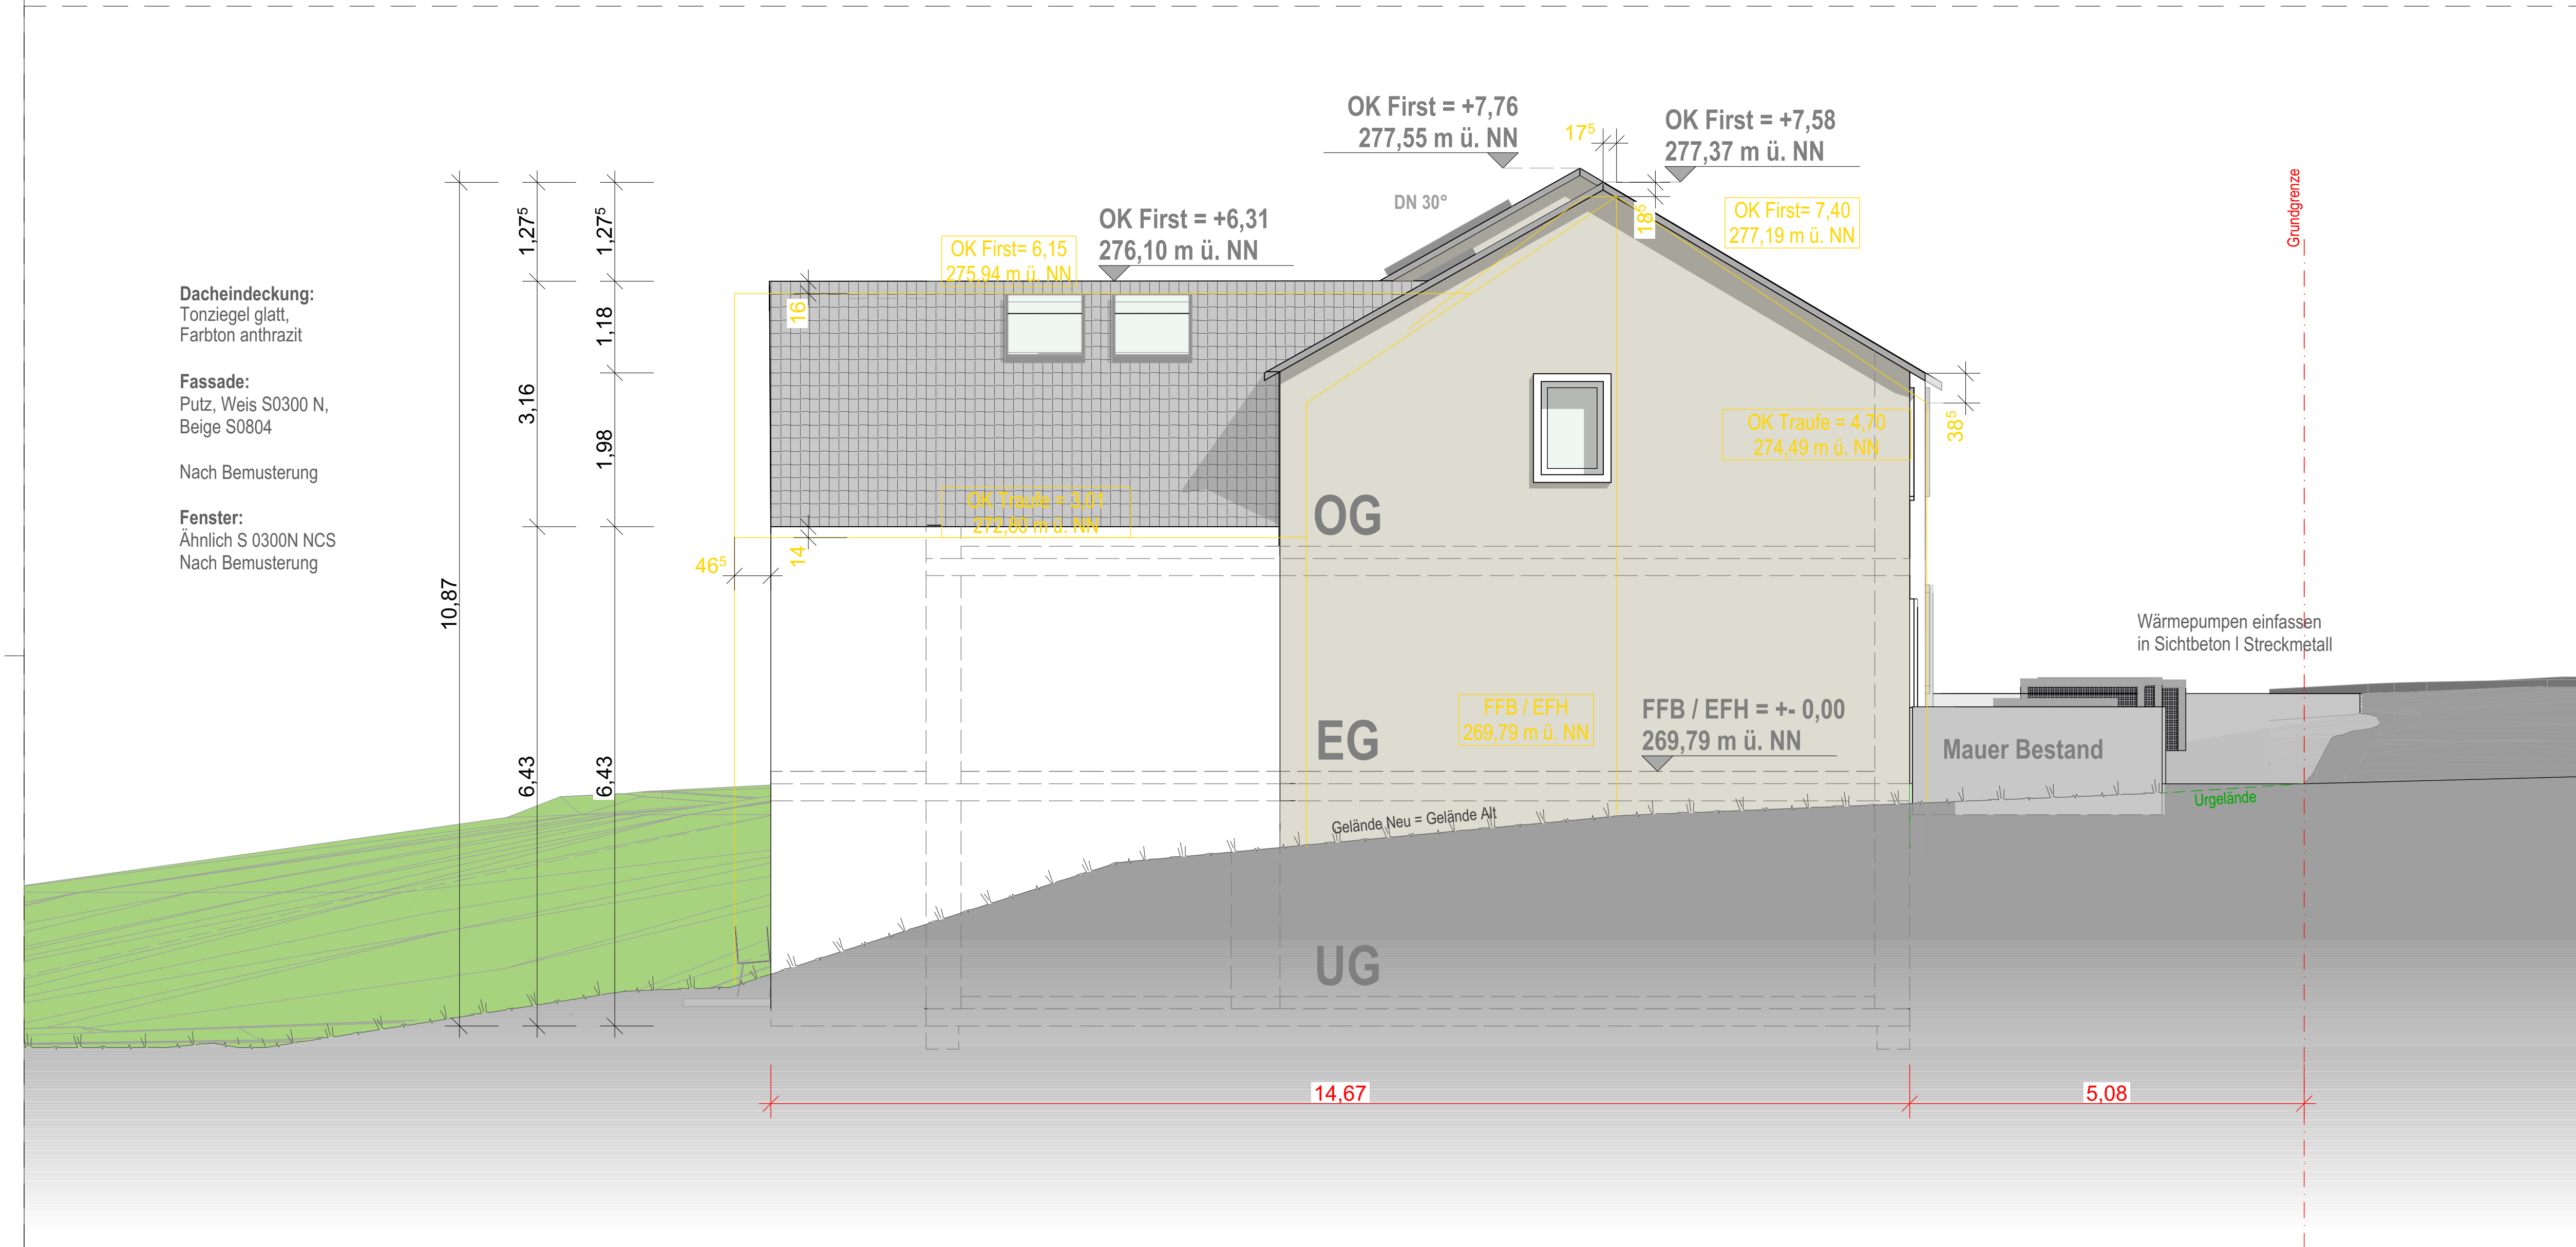 Dacheindeckung:
Tonziegel glatt,
Farbton anthrazit
Fassade:
Putz, Weis S0300 N,
Beige S0804
Nach Bemusterung
Fenster:
Ähnlich S 0300N NCS
Nach Bemusterung
10,87
1,27⁵
3,16
6,43
1,27⁵
1,18
1,98
6,43
OK First= 6,15
275,94 m ü. NN
OK First = +6,31
276,10 m ü. NN
16
OK Traufe = 3,01
272,80 m ü. NN
14
46⁵
OK First = +7,76
277,55 m ü. NN
DN 30°
17⁵
OK First = +7,58
277,37 m ü. NN
18⁵
OK First= 7,40
277,19 m ü. NN
OK Traufe = 4,70
274,49 m ü. NN
38⁵
OG
EG
UG
FFB / EFH
269,79 m ü. NN
FFB / EFH = +- 0,00
269,79 m ü. NN
Gelände Neu = Gelände Alt
Mauer Bestand
Urgelände
Wärmepumpen einfassen
in Sichtbeton I Streckmetall
Grundgrenze
14,67
5,08